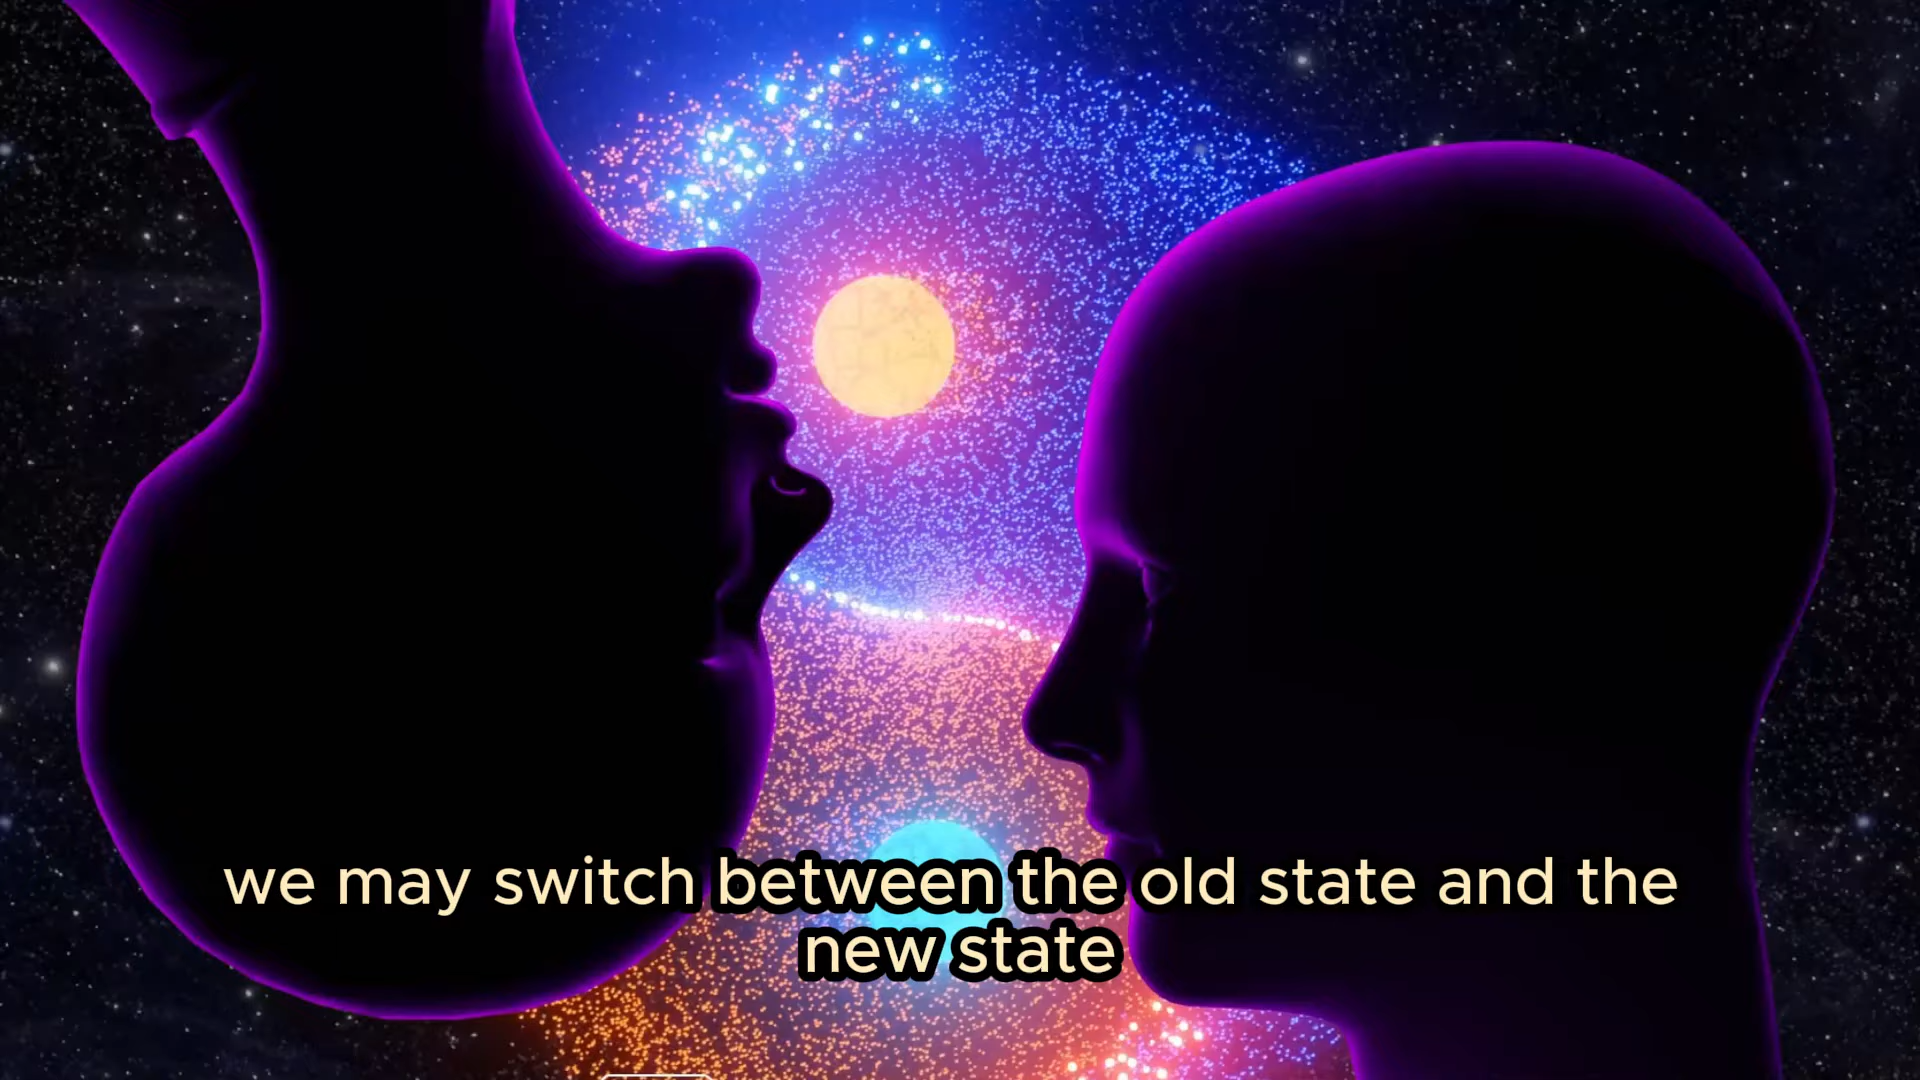 we may switch between the old state and the
new state